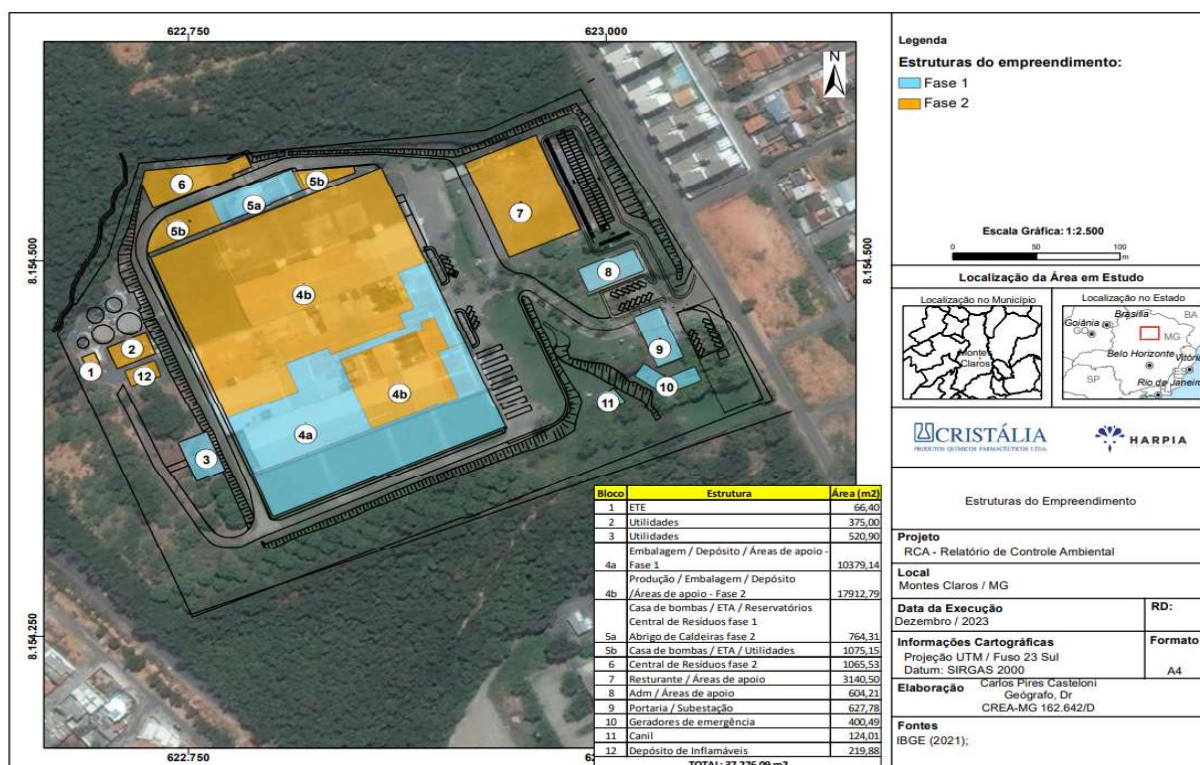 622.750
623.000
8.154.500
8.154.500
8.154.250
N
6
5b
5a
5b
7
4b
8
2
1
12
9
4b
10
11
4a
3
622.750
Bloco Estrutura Área (m2)
1 ETE 66,40
2 Utilidades 375,00
3 Utilidades 520,90
Embalagem / Depósito / Áreas de apoio -
4a Fase 1 10379,14
Produção / Embalagem / Depósito
4b /Áreas de apoio - Fase 2 17912,79
Casa de bombas / ETA / Reservatórios
Central de Resíduos fase 1
5a Abrigo de Caldeiras fase 2 764,31
5b Casa de bombas / ETA / Utilidades 1075,15
6 Central de Resíduos fase 2 1065,53
7 Resturante / Áreas de apoio 3140,50
8 Adm / Áreas de apoio 604,21
9 Portaria / Subestação 627,78
10 Geradores de emergência 400,49
11 Canil 124,01
12 Depósito de Inflamáveis 219,88
TOTAL: 37.276,09 m2
Legenda
Estruturas do empreendimento:
Fase 1
Fase 2
Escala Gráfica: 1:2.500
0 50 100
m
Localização da Área em Estudo
Localização no Município
Montes
Claros
Localização no Estado
Brasília
BA
Goiânia
GO
MG
Belo Horizonte
Vitória
ES
SP
Rio de Janeiro
RJ
CRISTÁLIA
PRODUTOS QUÍMICOS FARMACÊUTICOS LTDA.
HARPIA
Estruturas do Empreendimento
Projeto
RCA - Relatório de Controle Ambiental
Local
Montes Claros / MG
Data da Execução
Dezembro / 2023
RD:
Informações Cartográficas
Projeção UTM / Fuso 23 Sul
Datum: SIRGAS 2000
Formato
A4
Elaboração
Carlos Pires Casteloni
Geógrafo, Dr
CREA-MG 162.642/D
Fontes
IBGE (2021);